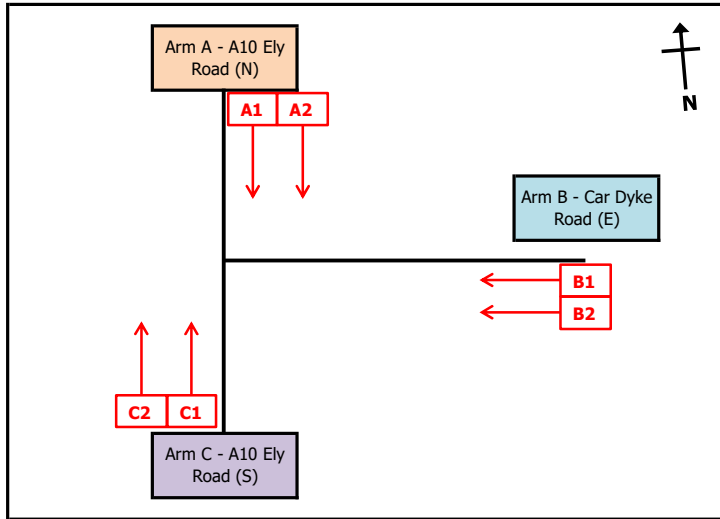 Arm A - A10 Ely
Road (N)
A1
A2
N
Arm B - Car Dyke
Road (E)
B1
B2
C2
C1
Arm C - A10 Ely
Road (S)